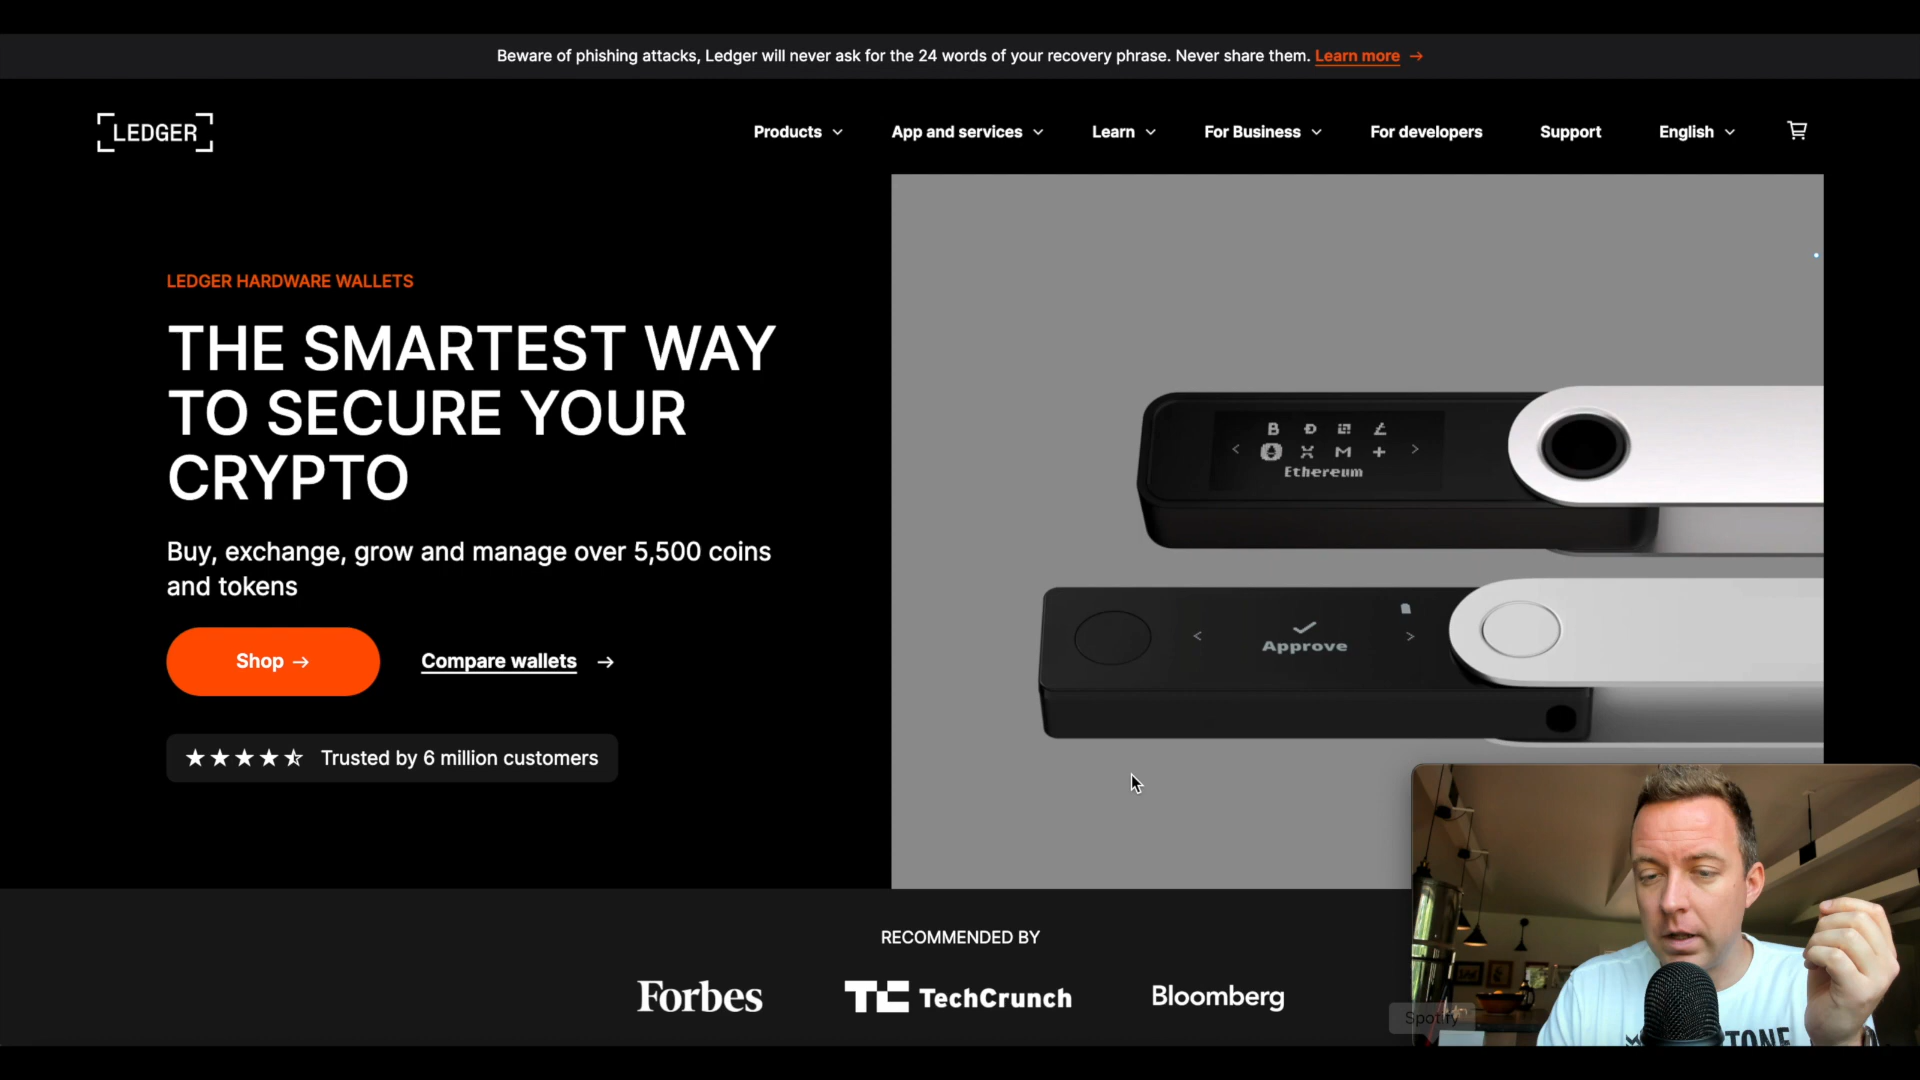 Beware of phishing attacks, Ledger will never ask for the 24 words of your recovery phrase. Never share them. Learn more →
LEDGER
Products
App and services
Learn
For Business
For developers
Support
English
LEDGER HARDWARE WALLETS
THE SMARTEST WAY
TO SECURE YOUR
CRYPTO
Buy, exchange, grow and manage over 5,500 coins
and tokens
Shop →
Compare wallets →
Trusted by 6 million customers
Ethereum
Approve
RECOMMENDED BY
Forbes
TC TechCrunch
Bloomberg
Spotify